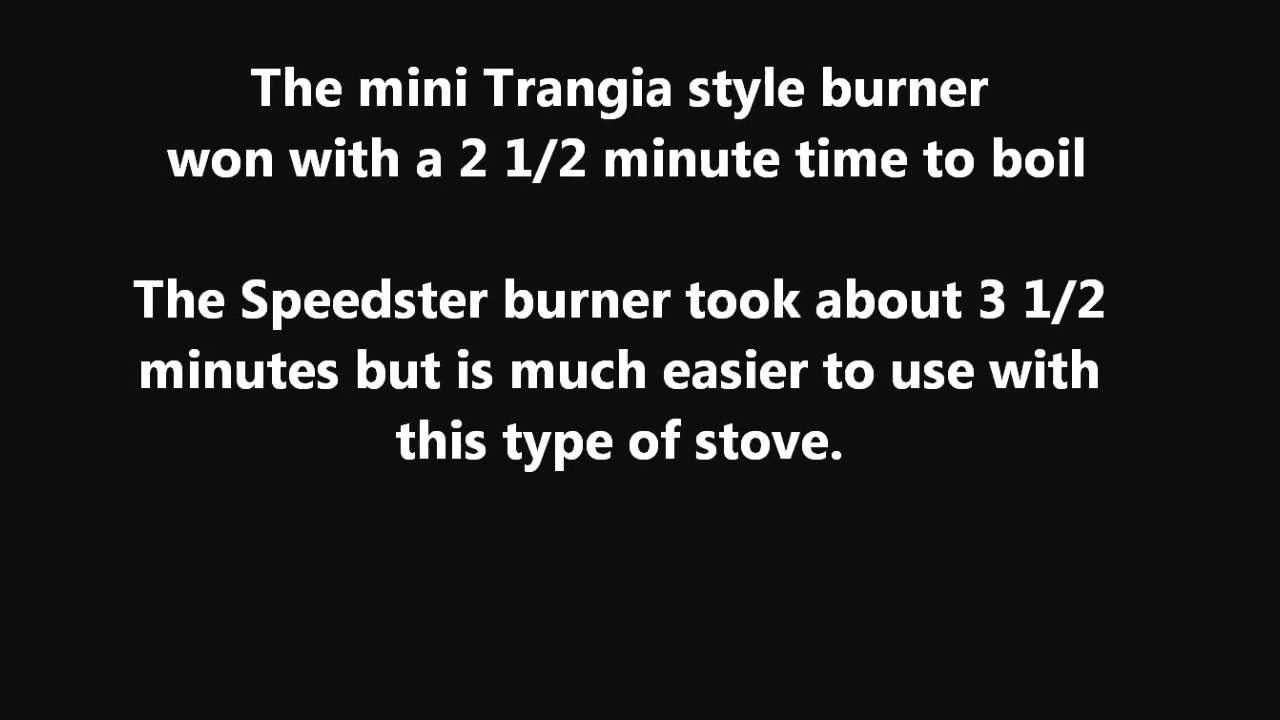 The mini Trangia style burner
won with a 2 1/2 minute time to boil
The Speedster burner took about 3 1/2
minutes but is much easier to use with
this type of stove.